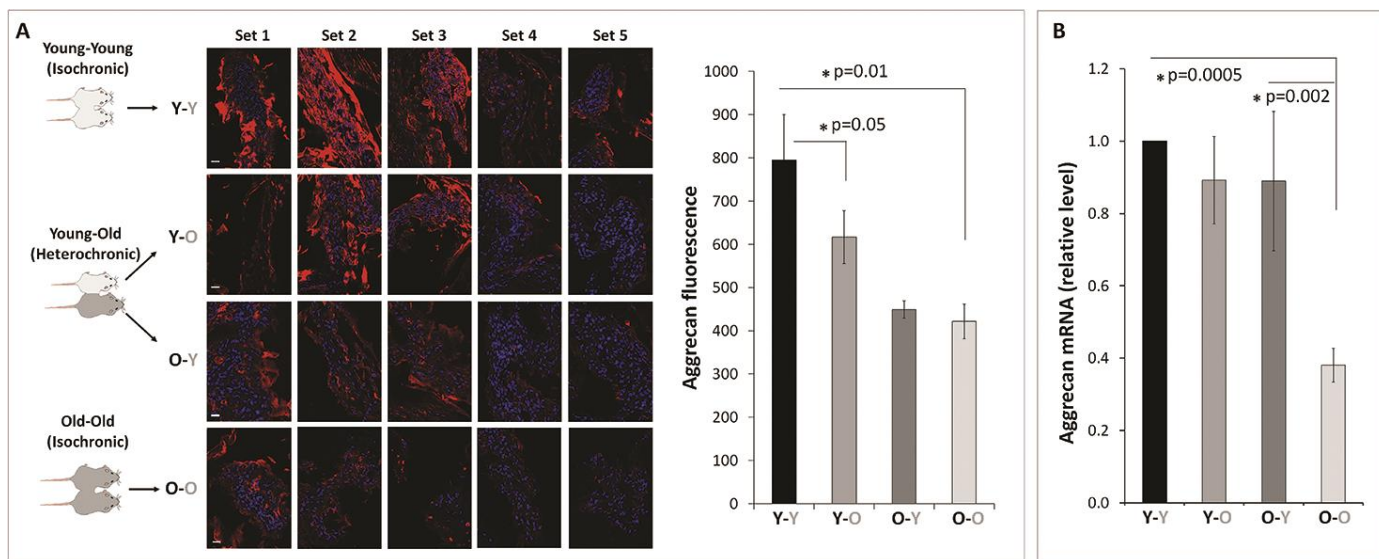 A
Young-Young
(Isochronic)
Y-Y
Young-Old
(Heterochronic)
Y-O
O-Y
Old-Old
(Isochronic)
O-O
Set 1 Set 2 Set 3 Set 4 Set 5
Aggrecan fluorescence
1000
900
800
700
600
500
400
300
200
100
0
* p=0.01
* p=0.05
Y-Y Y-O O-Y O-O
B
Aggrecan mRNA (relative level)
1.2
1.0
0.8
0.6
0.4
0.2
0.0
* p=0.0005
* p=0.002
Y-Y Y-O O-Y O-O